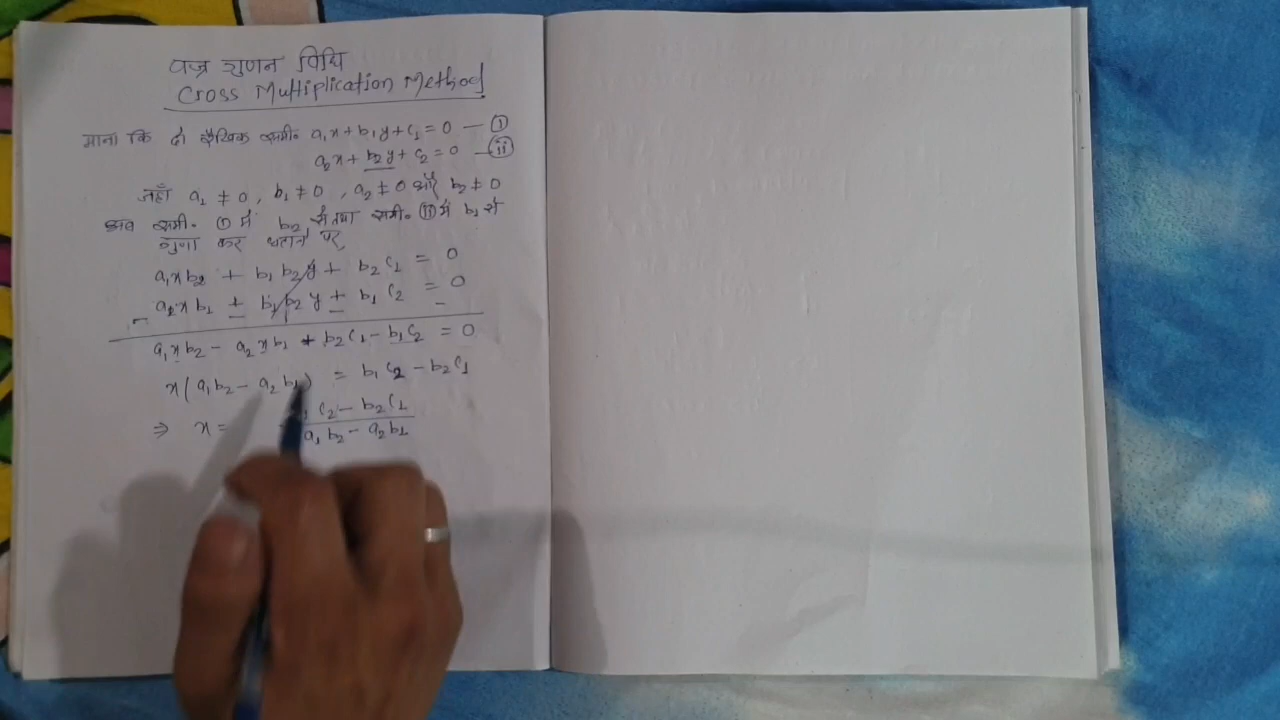 वज्र गुणन विधि
Cross Multiplication Method
माना कि दो रैखिक समी० a₁x + b₁y + c₁ = 0 — (i)
a₂x + b₂y + c₂ = 0 — (ii)
जहाँ a₁ ≠ 0, b₁ ≠ 0, a₂ ≠ 0 और b₂ ≠ 0
अब समी० (i) में b₂ से तथा समी० (ii) में b₁ से
गुणा कर घटाने पर,
a₁xb₂ + b₁b₂y + b₂c₁ = 0
- a₂xb₁ ± b₁b₂y ± b₁c₂ = 0
a₁xb₂ - a₂xb₁ + b₂c₁ - b₁c₂ = 0
x(a₁b₂ - a₂b₁) = b₁c₂ - b₂c₁
⇒ x = c₂ - b₂c₁
a₁b₂ - a₂b₁